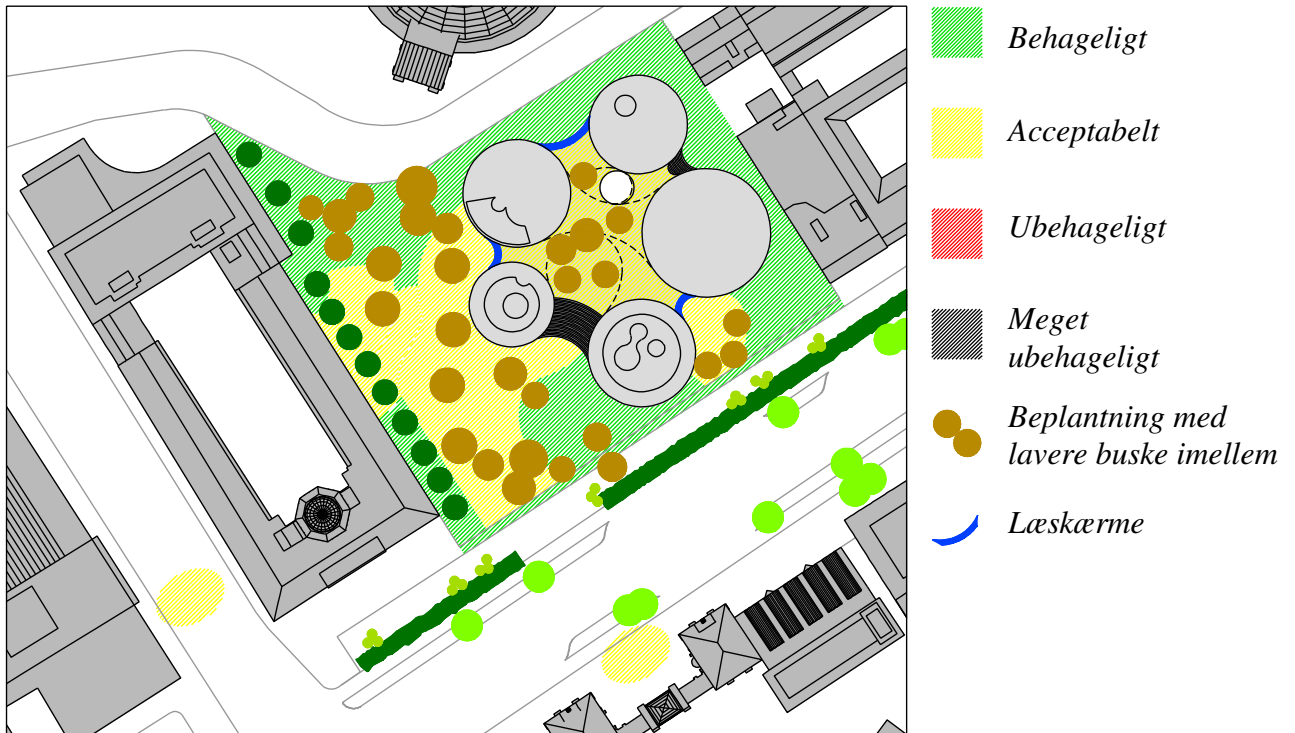 Behageligt
Acceptabelt
Ubehageligt
Meget
ubehageligt
Beplantning med
lavere buske imellem
Læskærme